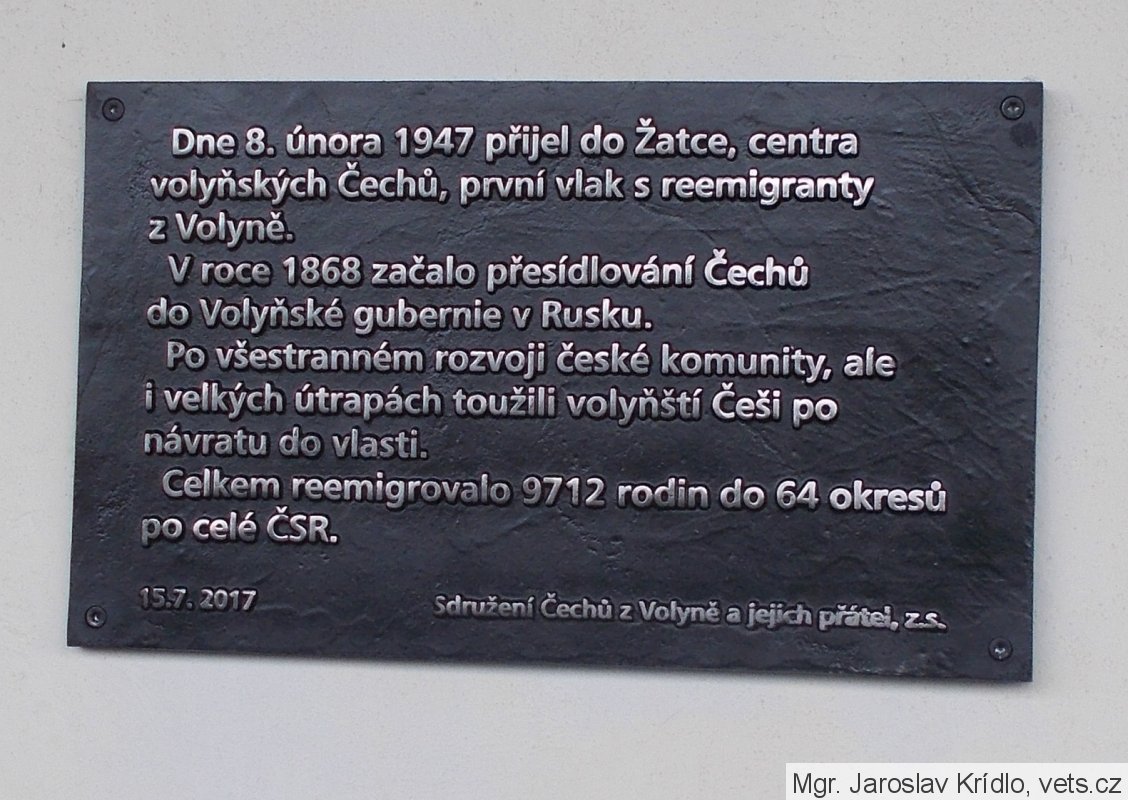 Dne 8. února 1947 přijel do Žatce, centra
volyňských Čechů, první vlak s reemigranty
z Volyně.
V roce 1868 začalo přesídlování Čechů
do Volyňské gubernie v Rusku.
Po všestranném rozvoji české komunity, ale
i velkých útrapách toužili volyňští Češi po
návratu do vlasti.
Celkem reemigrovalo 9712 rodin do 64 okresů
po celé ČSR.
15.7. 2017
Sdružení Čechů z Volyně a jejich přátel, z.s.
Mgr. Jaroslav Krídlo, vets.cz